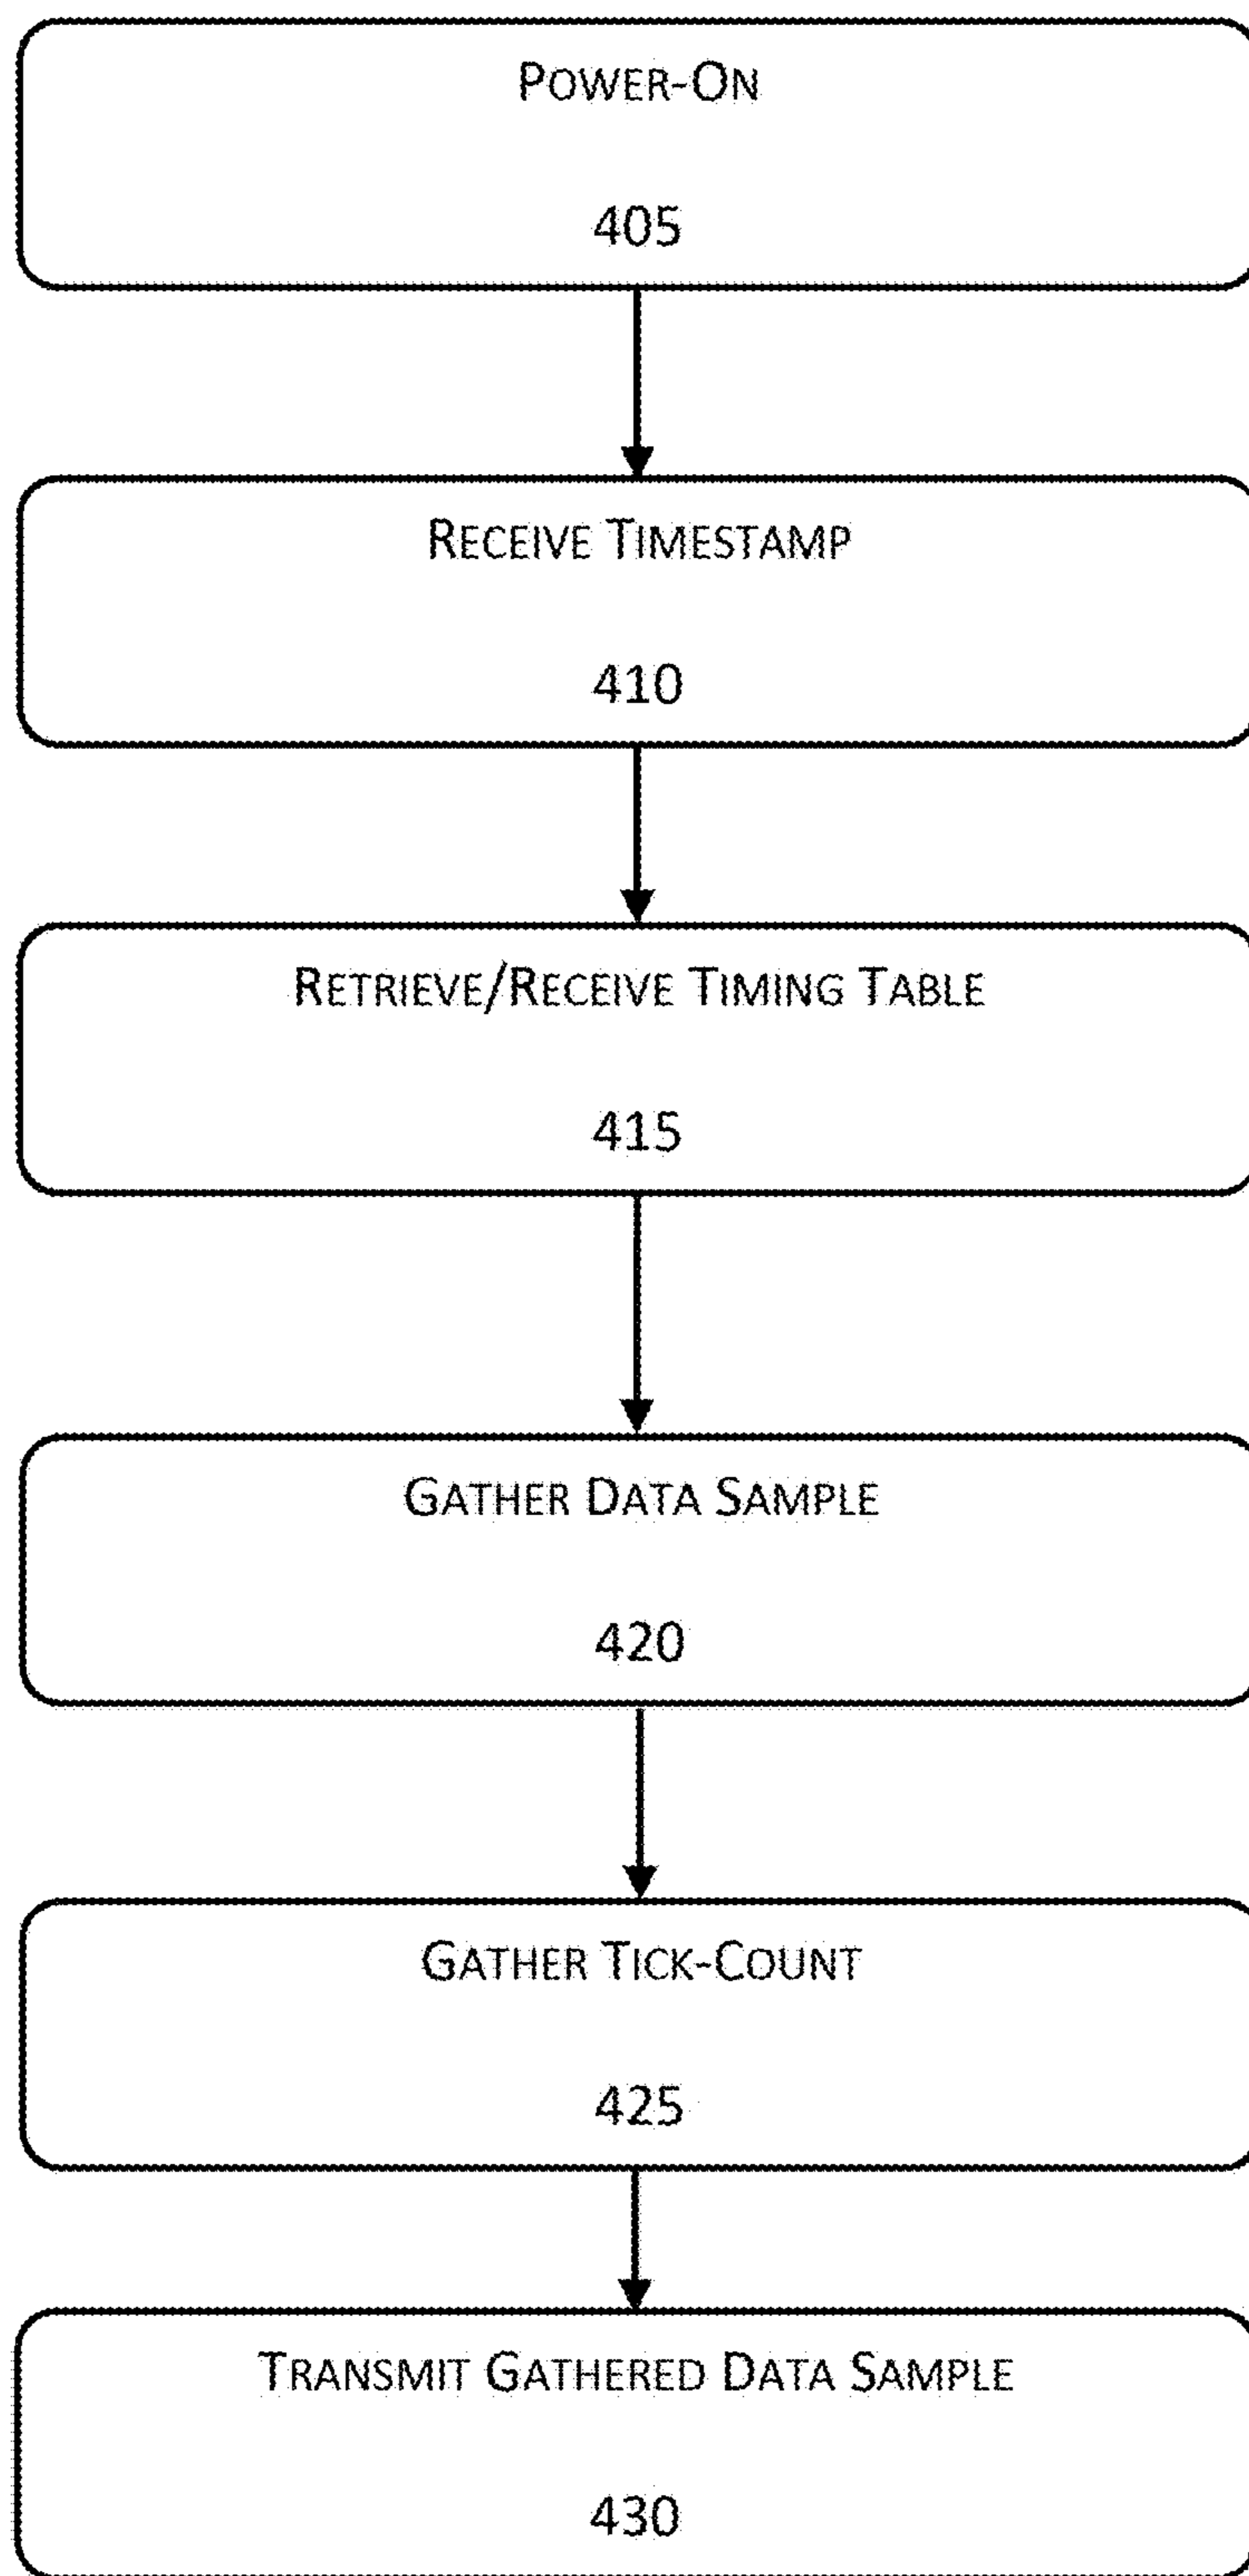 POWER-ON
405
RECEIVE TIMESTAMP
410
RETRIEVE/RECEIVE TIMING TABLE
415
GATHER DATA SAMPLE
420
GATHER TICK-COUNT
425
TRANSMIT GATHERED DATA SAMPLE
430